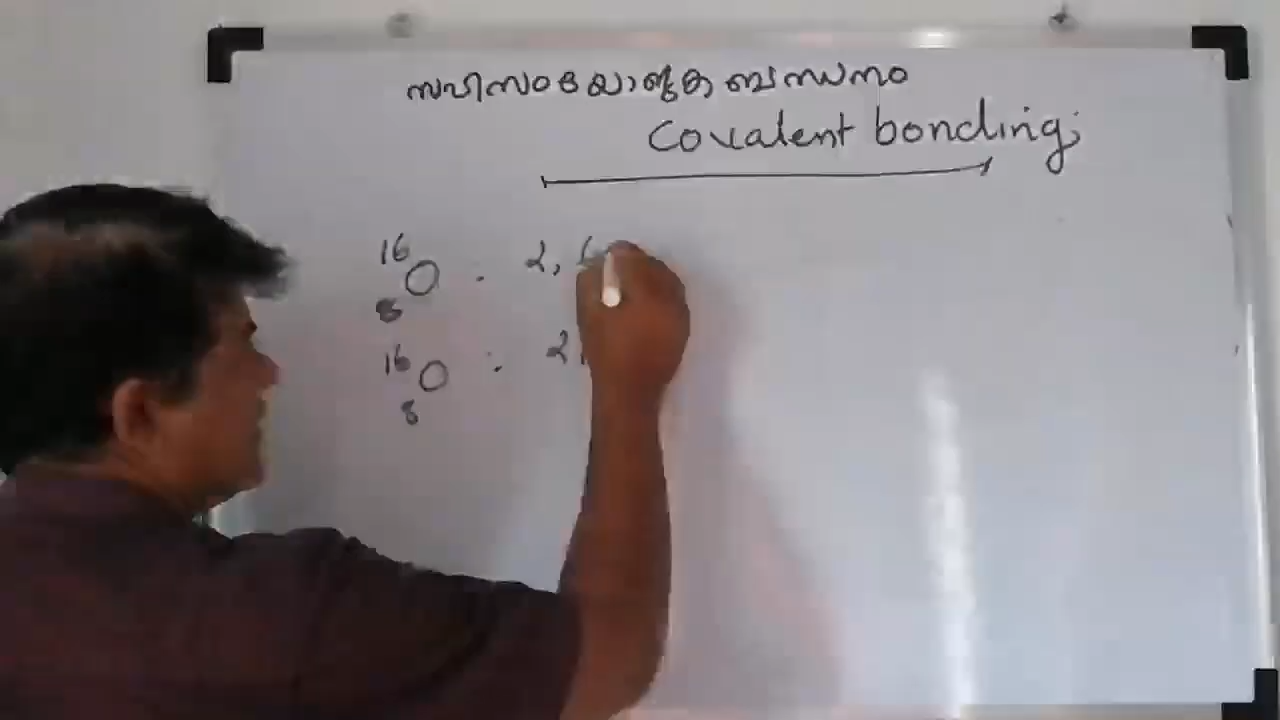 സഹസംയോജക ബന്ധനം
Covalent bonding;
16
O : 2, 6
8
16
O : 2,
8